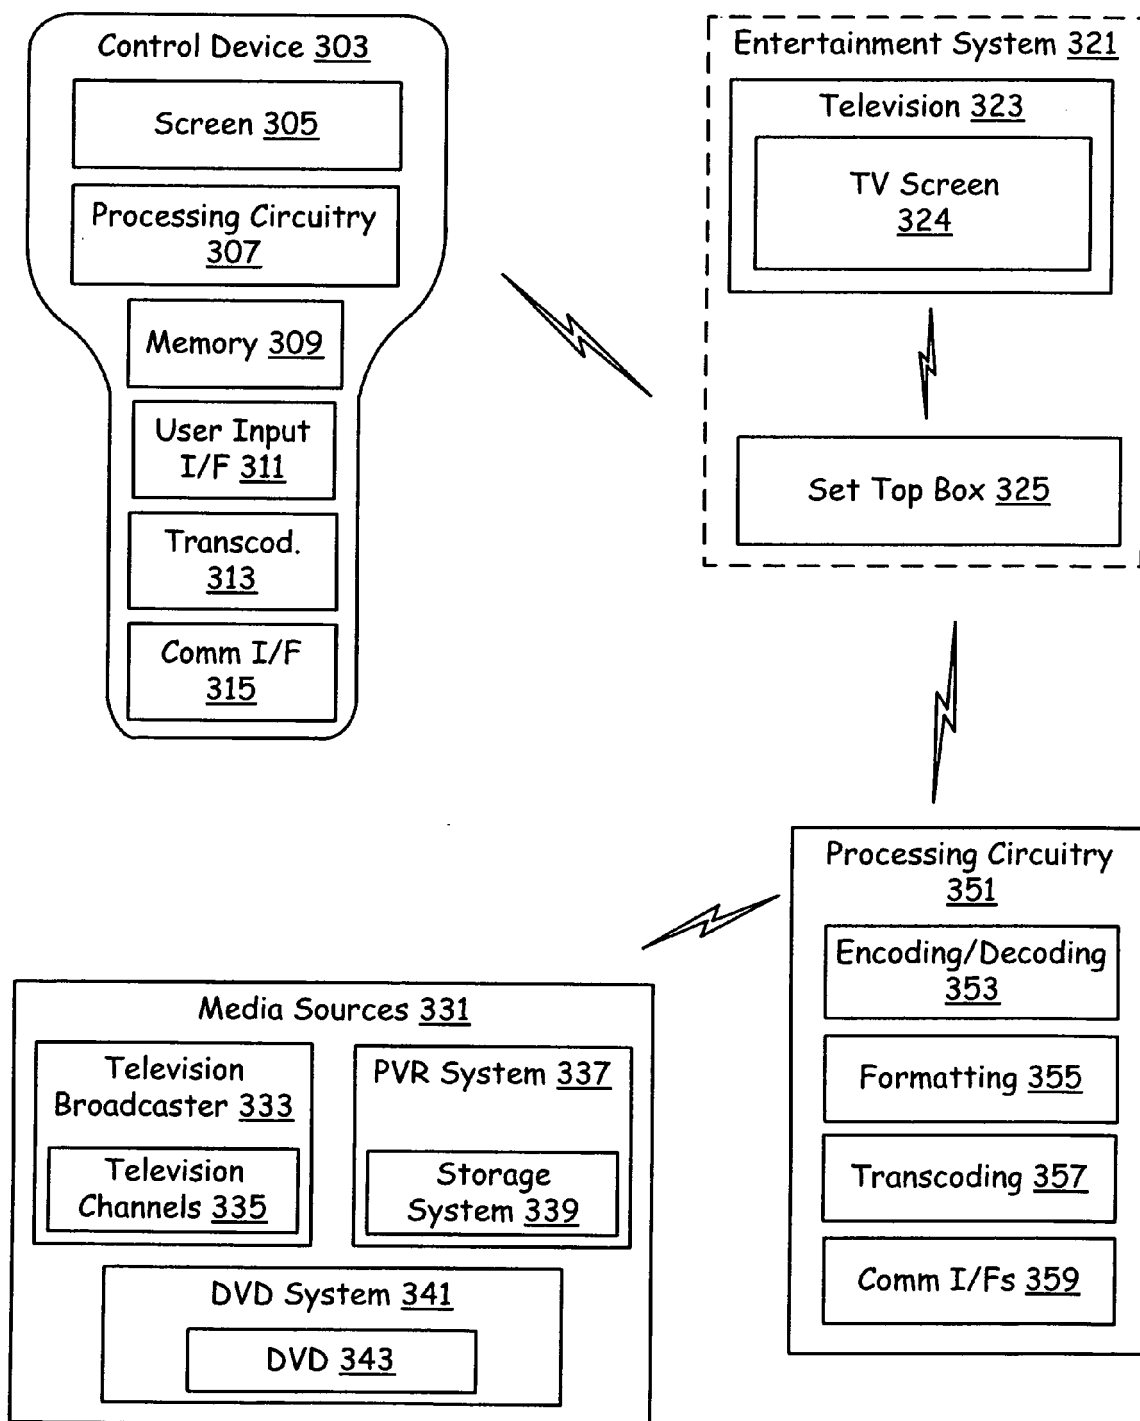 Control Device 303
Screen 305
Processing Circuitry
307
Memory 309
User Input
I/F 311
Transcod.
313
Comm I/F
315
Entertainment System 321
Television 323
TV Screen
324
Set Top Box 325
Processing Circuitry
351
Encoding/Decoding
353
Formatting 355
Transcoding 357
Comm I/Fs 359
Media Sources 331
Television
Broadcaster 333
Television
Channels 335
PVR System 337
Storage
System 339
DVD System 341
DVD 343